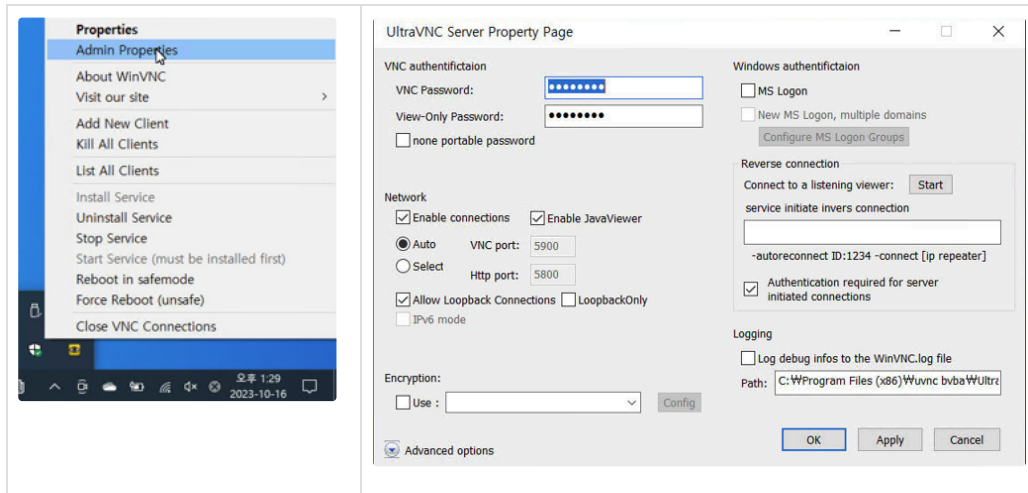 Properties
Admin Properties
About WinVNC
Visit our site
Add New Client
Kill All Clients
List All Clients
Install Service
Uninstall Service
Stop Service
Start Service (must be installed first)
Reboot in safemode
Force Reboot (unsafe)
Close VNC Connections
오후 1:29
2023-10-16
UltraVNC Server Property Page
VNC authentifictaion
VNC Password: ●●●●●●●●
View-Only Password: ●●●●●●●●
none portable password
Network
Enable connections Enable JavaViewer
Auto VNC port: 5900
Select Http port: 5800
Allow Loopback Connections LoopbackOnly
IPv6 mode
Encryption:
Use : Config
Advanced options
Windows authentifictaion
MS Logon
New MS Logon, multiple domains
Configure MS Logon Groups
Reverse connection
Connect to a listening viewer: Start
service initiate invers connection
-autoreconnect ID:1234 -connect [ip repeater]
Authentication required for server
initiated connections
Logging
Log debug infos to the WinVNC.log file
Path: C:₩Program Files (x86)₩uvnc bvba₩Ultra
OK Apply Cancel